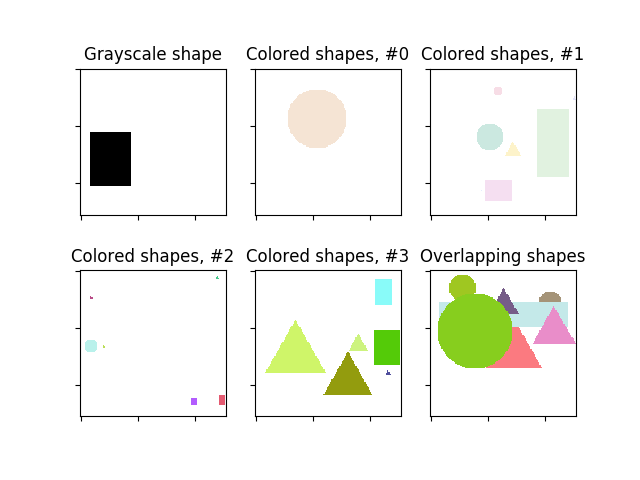 Grayscale shape
Colored shapes, #0
Colored shapes, #1
Colored shapes, #2
Colored shapes, #3
Overlapping shapes